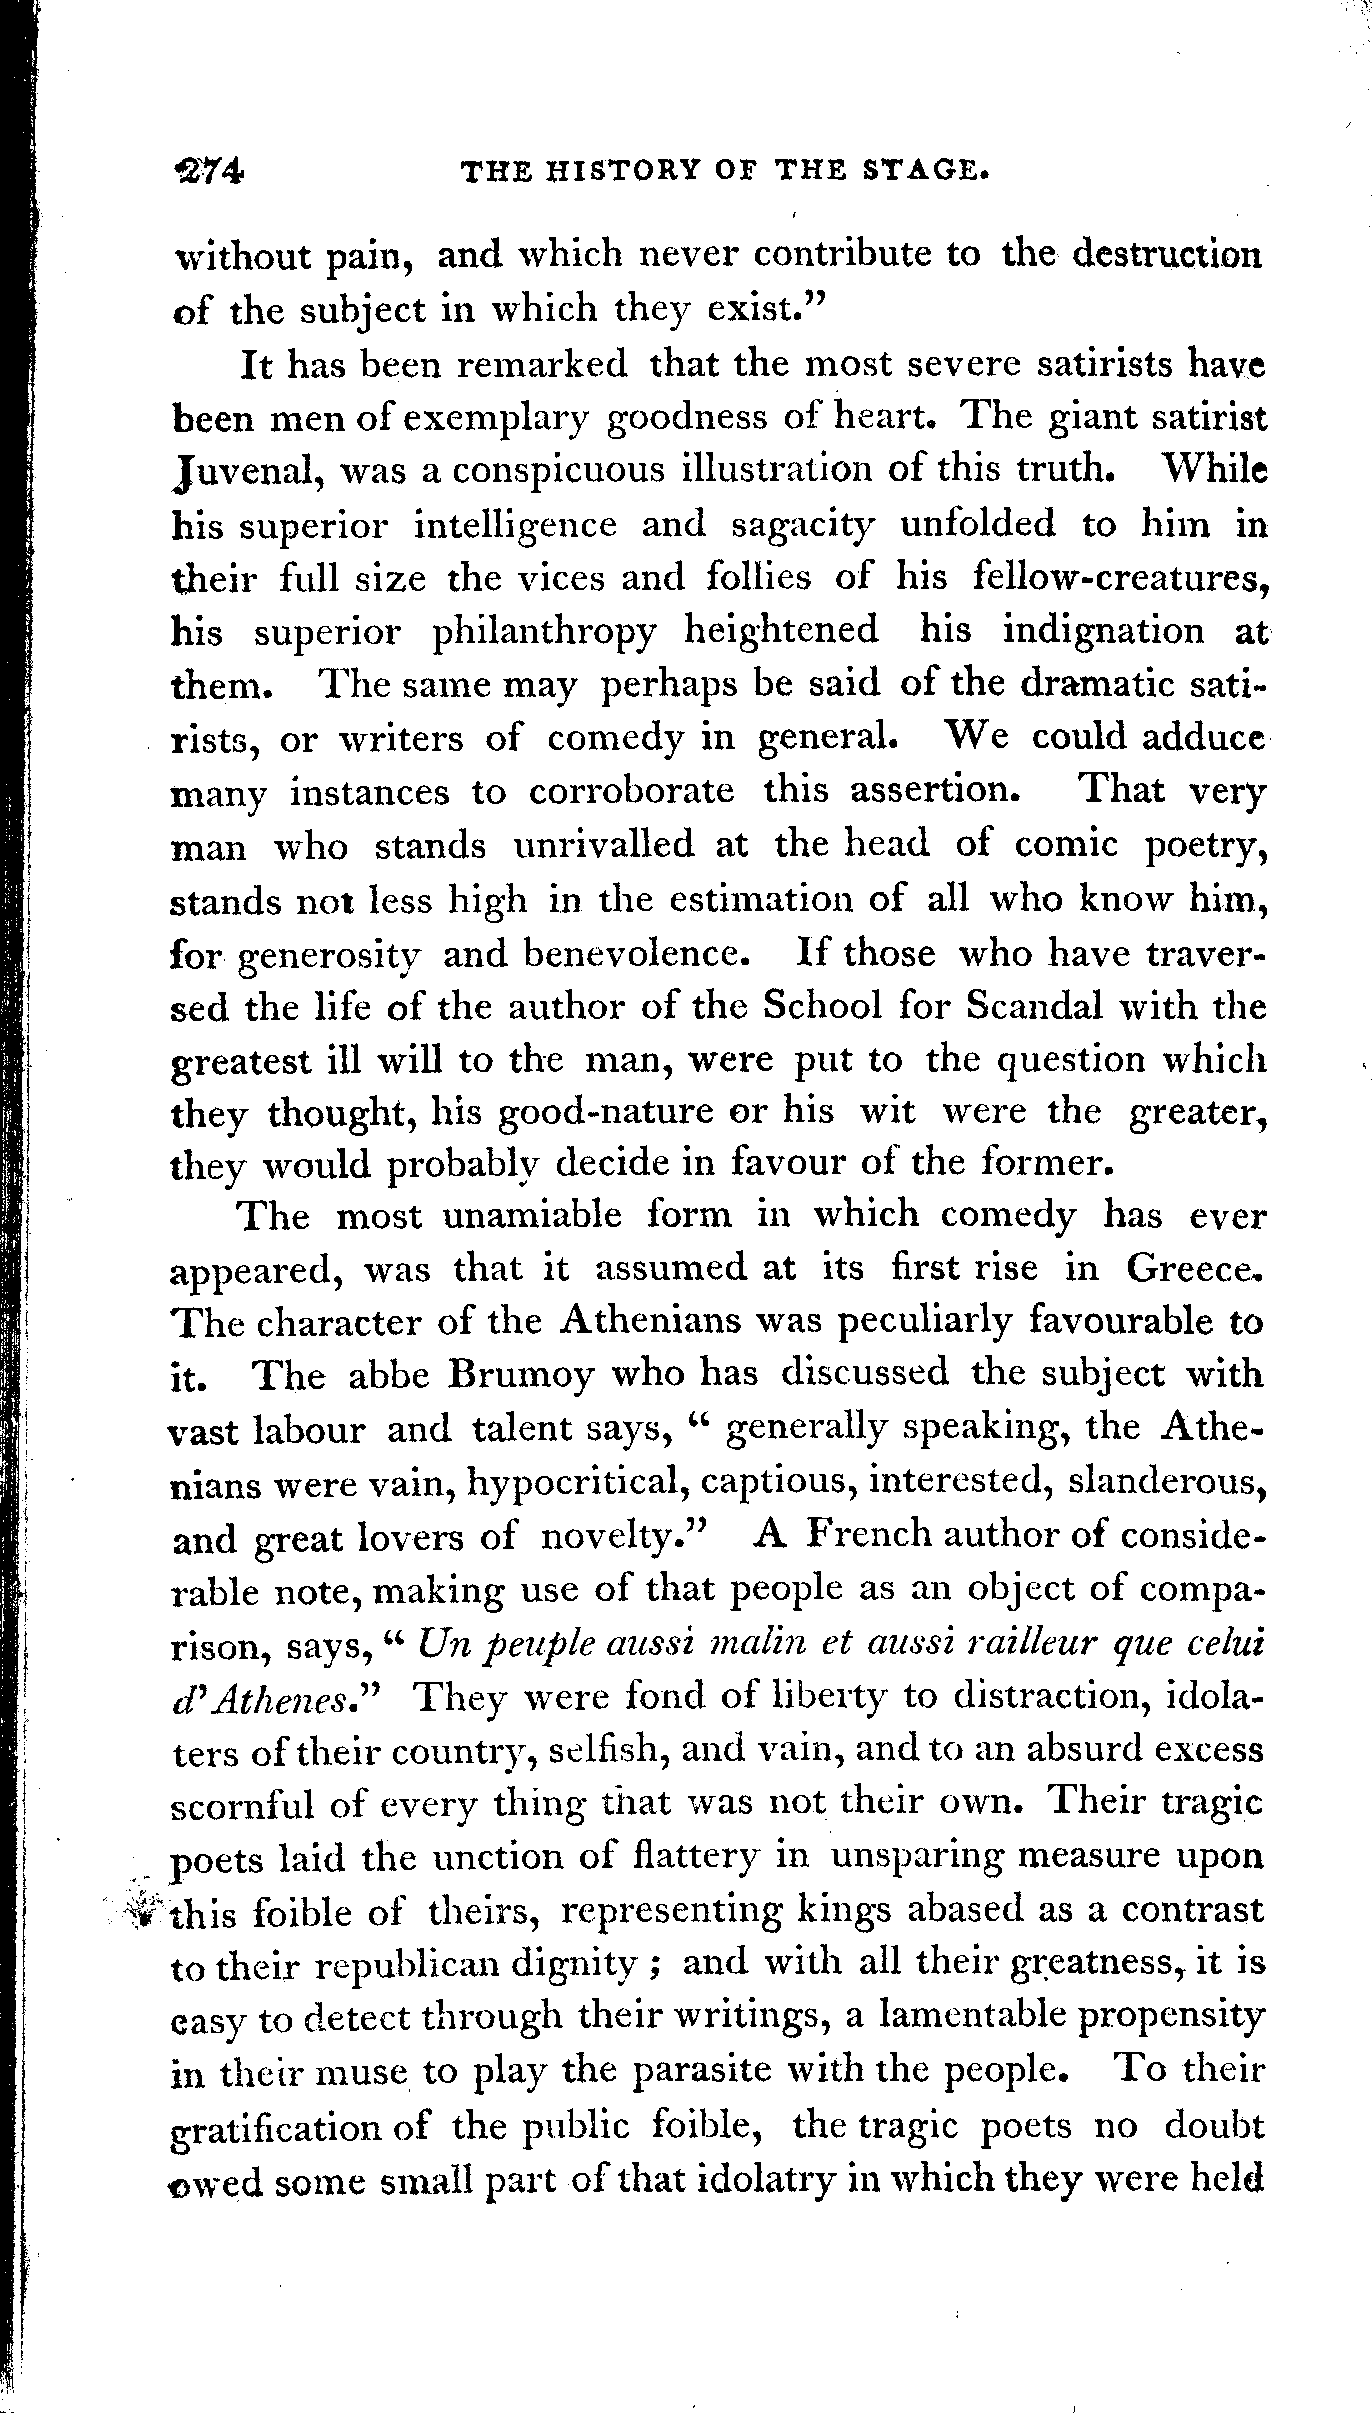 274 THE HISTORY OF THE STAGE.
without pain, and which never contribute to the destruction
of the subject in which they exist."
It has been remarked that the most severe satirists have
been men of exemplary goodness of heart. The giant satirist
Juvenal, was a conspicuous illustration of this truth. While
his superior intelligence and sagacity unfolded to him in
their full size the vices and follies of his fellow-creatures,
his superior philanthropy heightened his indignation at
them. The same may perhaps be said of the dramatic sati-
rists, or writers of comedy in general. We could adduce
many instances to corroborate this assertion. That very
man who stands unrivalled at the head of comic poetry,
stands not less high in the estimation of all who know him,
for generosity and benevolence. If those who have traver-
sed the life of the author of the School for Scandal with the
greatest ill will to the man, were put to the question which
they thought, his good-nature or his wit were the greater,
they would probably decide in favour of the former.
The most unamiable form in which comedy has ever
appeared, was that it assumed at its first rise in Greece.
The character of the Athenians was peculiarly favourable to
it. The abbe Brumoy who has discussed the subject with
vast labour and talent says, " generally speaking, the Athe-
nians were vain, hypocritical, captious, interested, slanderous,
and great lovers of novelty." A French author of conside-
rable note, making use of that people as an object of compa-
rison, says, " Un peuple aussi malin et aussi railleur que celui
d'Athenes." They were fond of liberty to distraction, idola-
ters of their country, selfish, and vain, and to an absurd excess
scornful of every thing that was not their own. Their tragic
poets laid the unction of flattery in unsparing measure upon
this foible of theirs, representing kings abased as a contrast
to their republican dignity ; and with all their greatness, it is
easy to detect through their writings, a lamentable propensity
in their muse to play the parasite with the people. To their
gratification of the public foible, the tragic poets no doubt
owed some small part of that idolatry in which they were held